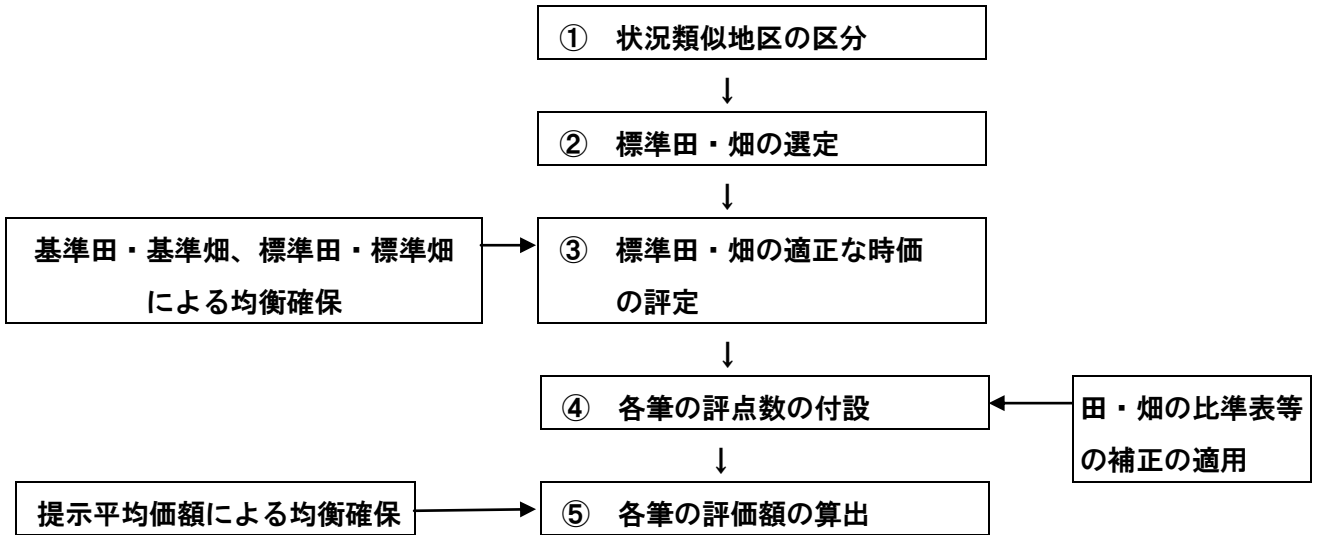 ① 状況類似地区の区分
↓
② 標準田・畑の選定
↓
基準田・基準畑、標準田・標準畑
による均衡確保
③ 標準田・畑の適正な時価
の評定
↓
④ 各筆の評点数の付設
田・畑の比準表等
の補正の適用
↓
提示平均価額による均衡確保
⑤ 各筆の評価額の算出